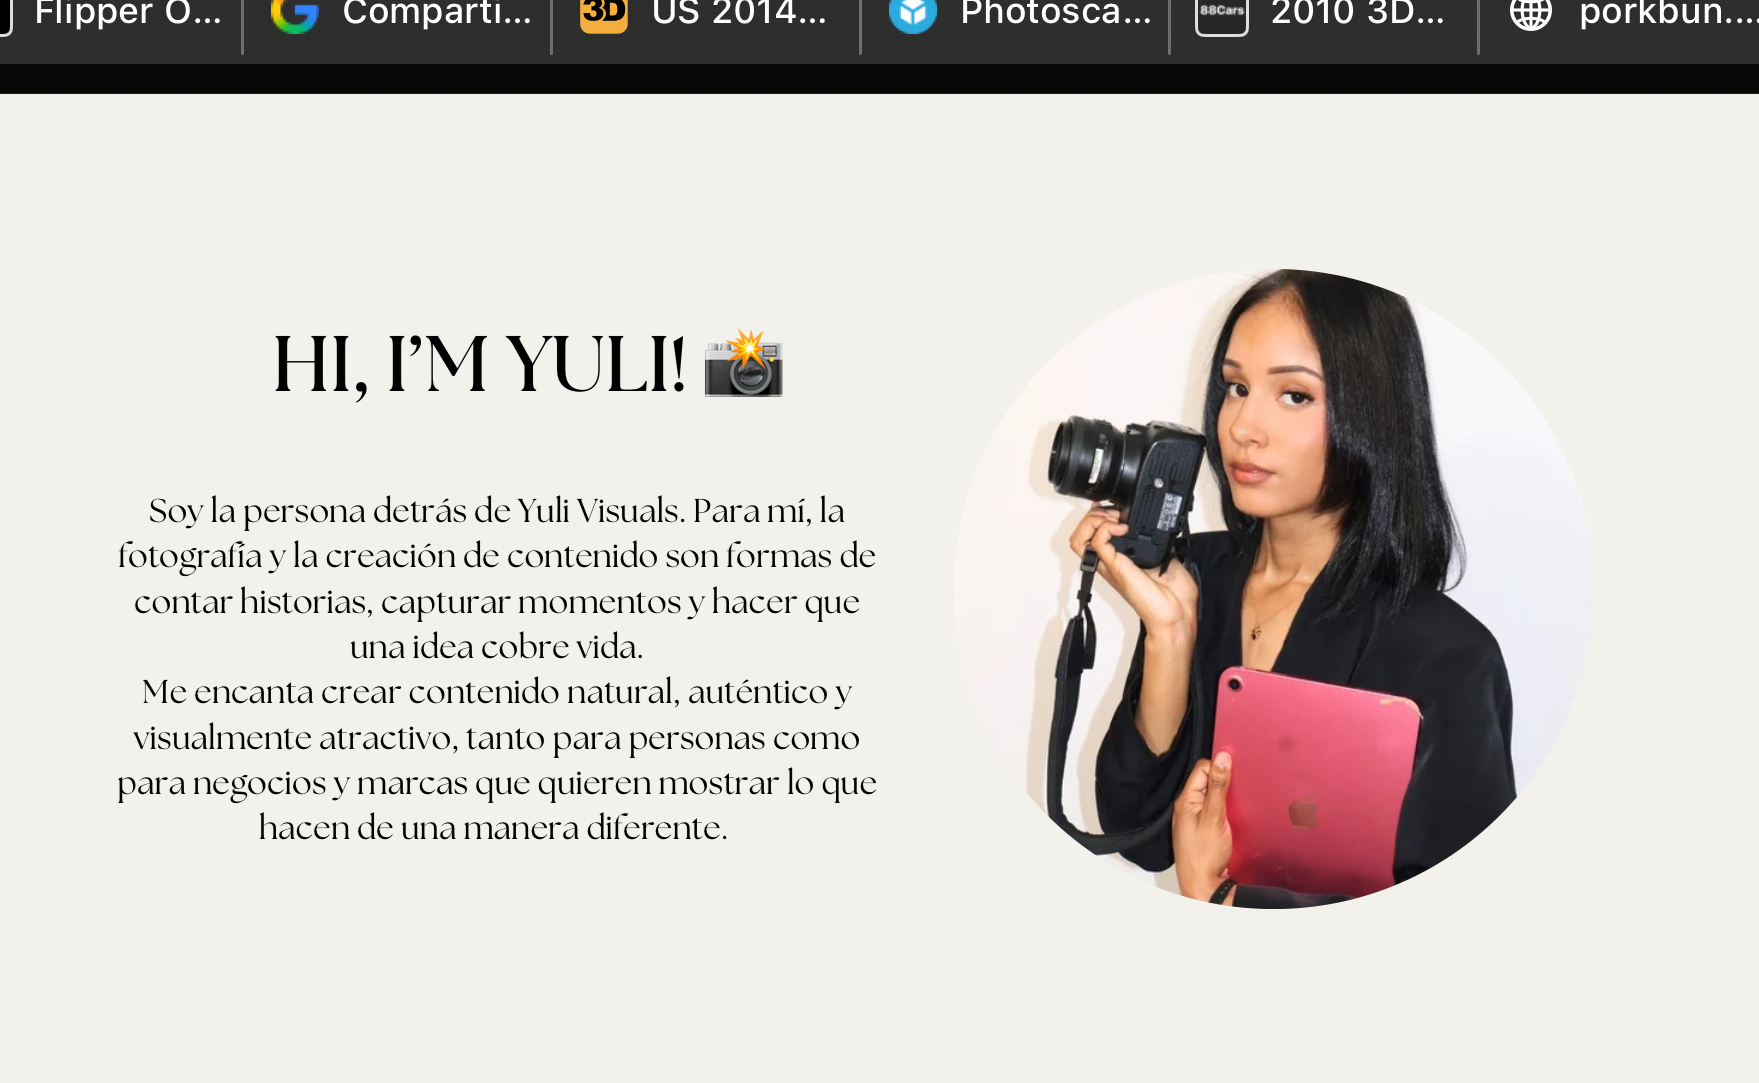 Flipper O...
Comparti...
3D
US 2014...
Photosca...
88Cars
2010 3D...
porkbun....
HI, I’M YULI! 📸
Soy la persona detrás de Yuli Visuals. Para mí, la
fotografía y la creación de contenido son formas de
contar historias, capturar momentos y hacer que
una idea cobre vida.
Me encanta crear contenido natural, auténtico y
visualmente atractivo, tanto para personas como
para negocios y marcas que quieren mostrar lo que
hacen de una manera diferente.